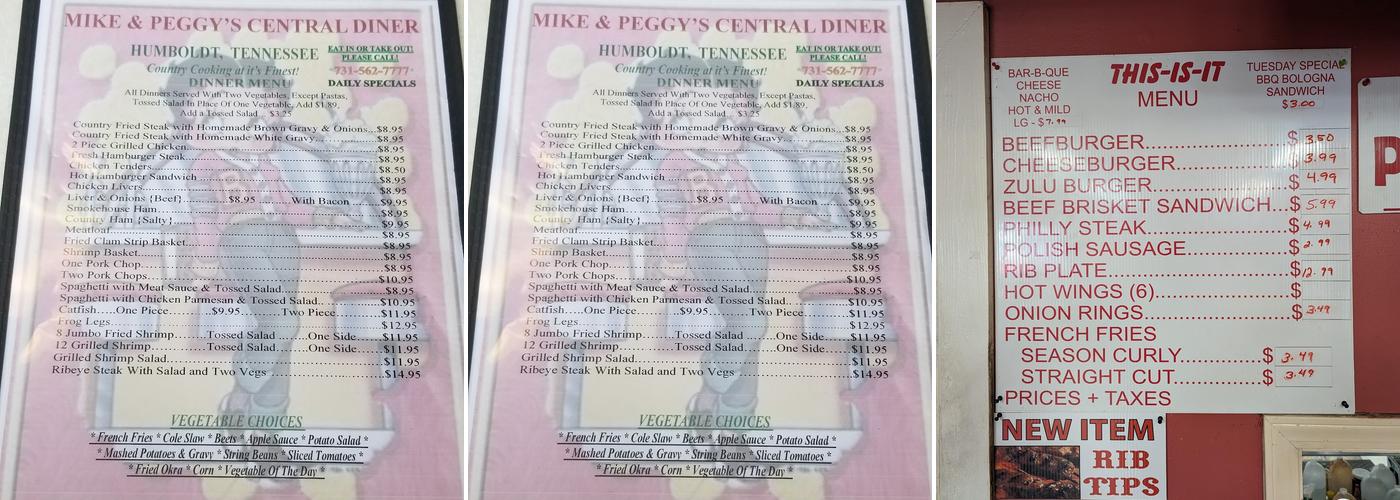 MIKE & PEGGY'S CENTRAL DINER
HUMBOLDT, TENNESSEE
EAT IN OR TAKE OUT!
PLEASE CALL!
Country Cooking at it's Finest!
"731-562-7777"
DINNER MENU
DAILY SPECIALS
All Dinners Served With Two Vegetables, Except Pastas,
Tossed Salad In Place Of One Vegetable, Add $1.89,
Add a Tossed Salad... $3.25
Country Fried Steak with Homemade Brown Gravy & Onions...$8.95
Country Fried Steak with Homemade White Gravy...$8.95
2 Piece Grilled Chicken...$8.95
Fresh Hamburger Steak...$8.95
Chicken Tenders...$8.50
Hot Hamburger Sandwich...$8.95
Chicken Livers...$8.95
Liver & Onions {Beef}...$8.95...With Bacon...$9.95
Smokehouse Ham...$8.95
Country Ham {Salty}...$9.95
Meatloaf...$8.95
Fried Clam Strip Basket...$8.95
Shrimp Basket...$8.95
One Pork Chop...$8.95
Two Pork Chops...$10.95
Spaghetti with Meat Sauce & Tossed Salad...$8.95
Spaghetti with Chicken Parmesan & Tossed Salad...$10.95
Catfish.....One Piece...$9.95...Two Piece...$11.95
Frog Legs...$12.95
8 Jumbo Fried Shrimp...Tossed Salad...One Side...$11.95
12 Grilled Shrimp...Tossed Salad...One Side...$11.95
Grilled Shrimp Salad...$11.95
Ribeye Steak With Salad and Two Vegs...$14.95
VEGETABLE CHOICES
* French Fries * Cole Slaw * Beets * Apple Sauce * Potato Salad *
* Mashed Potatoes & Gravy * String Beans * Sliced Tomatoes *
* Fried Okra * Corn * Vegetable Of The Day *
MIKE & PEGGY'S CENTRAL DINER
HUMBOLDT, TENNESSEE
EAT IN OR TAKE OUT!
PLEASE CALL!
Country Cooking at it's Finest!
"731-562-7777"
DINNER MENU
DAILY SPECIALS
All Dinners Served With Two Vegetables, Except Pastas,
Tossed Salad In Place Of One Vegetable, Add $1.89,
Add a Tossed Salad... $3.25
Country Fried Steak with Homemade Brown Gravy & Onions...$8.95
Country Fried Steak with Homemade White Gravy...$8.95
2 Piece Grilled Chicken...$8.95
Fresh Hamburger Steak...$8.95
Chicken Tenders...$8.50
Hot Hamburger Sandwich...$8.95
Chicken Livers...$8.95
Liver & Onions {Beef}...$8.95...With Bacon...$9.95
Smokehouse Ham...$8.95
Country Ham {Salty}...$9.95
Meatloaf...$8.95
Fried Clam Strip Basket...$8.95
Shrimp Basket...$8.95
One Pork Chop...$8.95
Two Pork Chops...$10.95
Spaghetti with Meat Sauce & Tossed Salad...$8.95
Spaghetti with Chicken Parmesan & Tossed Salad...$10.95
Catfish.....One Piece...$9.95...Two Piece...$11.95
Frog Legs...$12.95
8 Jumbo Fried Shrimp...Tossed Salad...One Side...$11.95
12 Grilled Shrimp...Tossed Salad...One Side...$11.95
Grilled Shrimp Salad...$11.95
Ribeye Steak With Salad and Two Vegs...$14.95
VEGETABLE CHOICES
* French Fries * Cole Slaw * Beets * Apple Sauce * Potato Salad *
* Mashed Potatoes & Gravy * String Beans * Sliced Tomatoes *
* Fried Okra * Corn * Vegetable Of The Day *
BAR-B-QUE
CHEESE
NACHO
HOT & MILD
LG - $7.99
THIS-IS-IT
MENU
TUESDAY SPECIAL
BBQ BOLOGNA
SANDWICH
$3.00
BEEFBURGER...$ 3.50
CHEESEBURGER...$ 3.99
ZULU BURGER...$ 4.99
BEEF BRISKET SANDWICH...$ 5.99
PHILLY STEAK...$ 4.99
POLISH SAUSAGE...$ 2.99
RIB PLATE...$ 12.99
HOT WINGS (6)...$
ONION RINGS...$ 3.49
FRENCH FRIES
SEASON CURLY...$ 3.49
STRAIGHT CUT...$ 3.49
PRICES + TAXES
NEW ITEM
RIB
TIPS
P